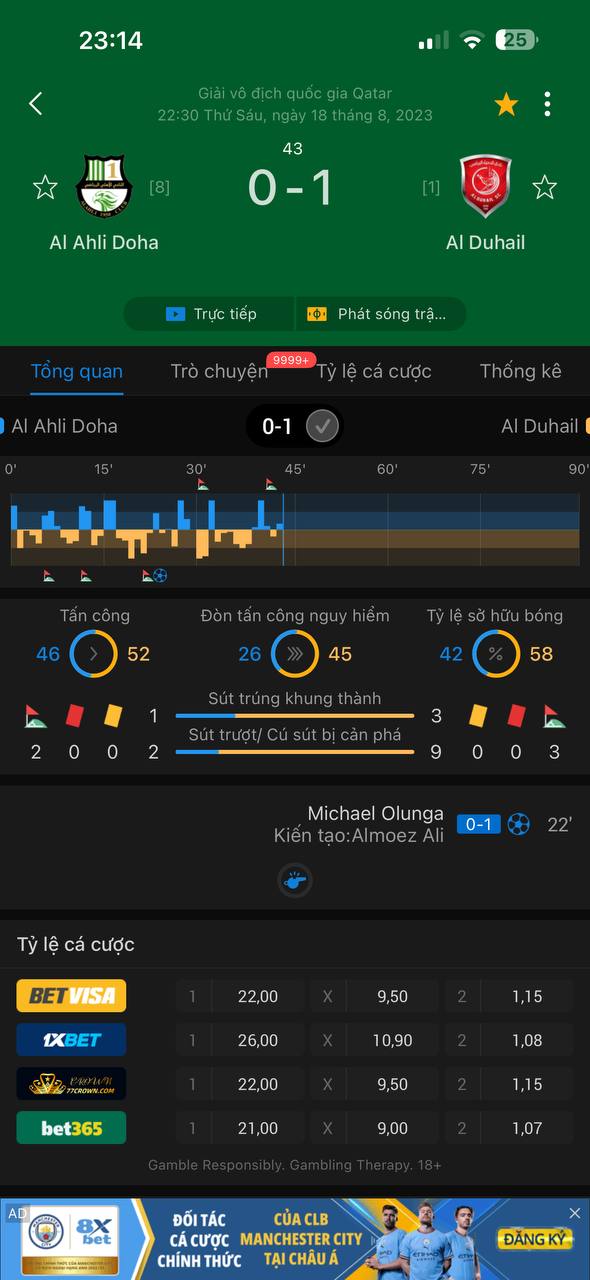 23:14
25
Giải vô địch quốc gia Qatar
22:30 Thứ Sáu, ngày 18 tháng 8, 2023
43
[8]
0-1
[1]
Al Ahli Doha
Al Duhail
Trực tiếp
Phát sóng trậ...
Tổng quan
Trò chuyện
9999+
Tỷ lệ cá cược
Thống kê
Al Ahli Doha
0-1
Al Duhail
0' 15' 30' 45' 60' 75' 90'
Tấn công
Đòn tấn công nguy hiểm
Tỷ lệ sở hữu bóng
46 52
26 45
42 % 58
Sút trúng khung thành
1 3
Sút trượt/ Cú sút bị cản phá
2 0 0 2 9 0 0 3
Michael Olunga
Kiến tạo:Almoez Ali
0-1
22'
Tỷ lệ cá cược
BETVISA 1 22,00 X 9,50 2 1,15
1XBET 1 26,00 X 10,90 2 1,08
CROWN 77CROWN.COM 1 22,00 X 9,50 2 1,15
bet365 1 21,00 X 9,00 2 1,07
Gamble Responsibly. Gambling Therapy. 18+
AD
MANCHESTER
CITY
8X
bet
ĐỐI TÁC
CÁ CƯỢC
CHÍNH THỨC
CỦA CLB
MANCHESTER CITY
TẠI CHÂU Á
ĐĂNG KÝ